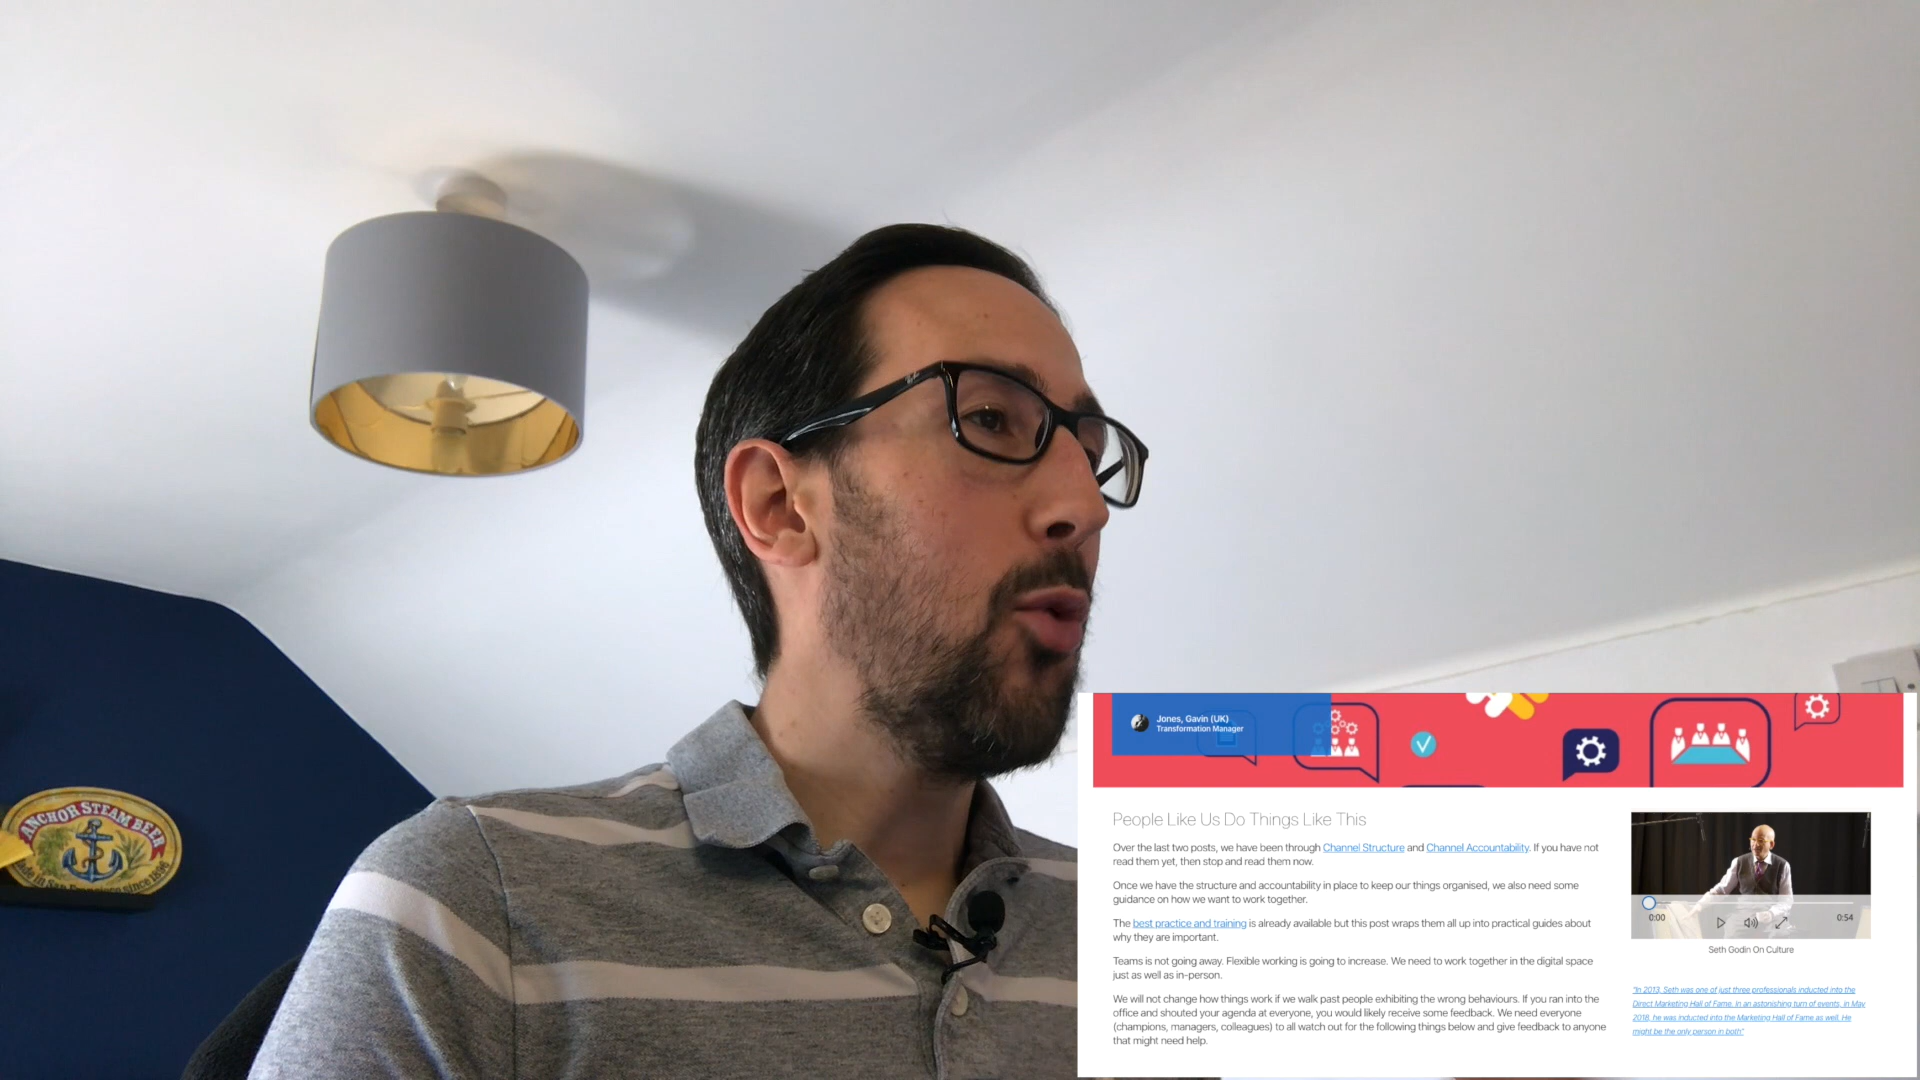 ANCHOR STEAM BEER
Made in San Francisco since 1896
Jones, Gavin (UK)
Transformation Manager
People Like Us Do Things Like This
Over the last two posts, we have been through Channel Structure and Channel Accountability. If you have not
read them yet, then stop and read them now.
Once we have the structure and accountability in place to keep our things organised, we also need some
guidance on how we want to work together.
The best practice and training is already available but this post wraps them all up into practical guides about
why they are important.
Teams is not going away. Flexible working is going to increase. We need to work together in the digital space
just as well as in-person.
We will not change how things work if we walk past people exhibiting the wrong behaviours. If you ran into the
office and shouted your agenda at everyone, you would likely receive some feedback. We need everyone
(champions, managers, colleagues) to all watch out for the following things below and give feedback to anyone
that might need help.
0:00
0:54
Seth Godin On Culture
"In 2013, Seth was one of just three professionals inducted into the
Direct Marketing Hall of Fame. In an astonishing turn of events, in May
2018, he was inducted into the Marketing Hall of Fame as well. He
might be the only person in both"